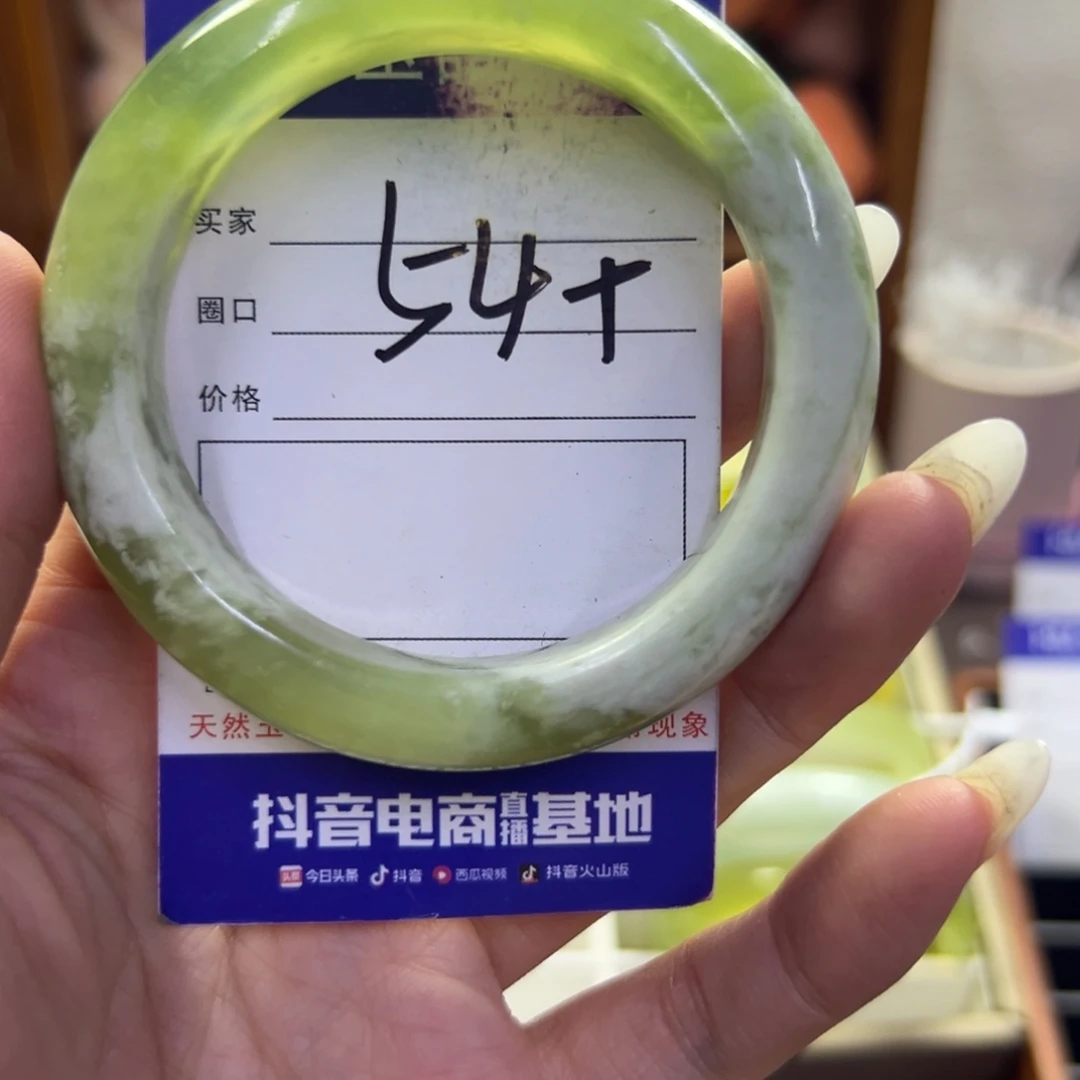 买家
54+
圈口
价格
天然玉
现象
抖音电商直播基地
今日头条 抖音 西瓜视频 抖音火山版